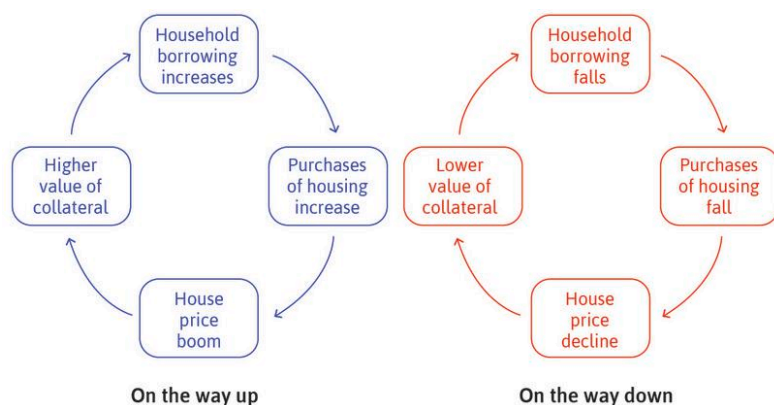 Household
borrowing
increases
Purchases
of housing
increase
House
price
boom
Higher
value of
collateral
On the way up
Household
borrowing
falls
Purchases
of housing
fall
House
price
decline
Lower
value of
collateral
On the way down